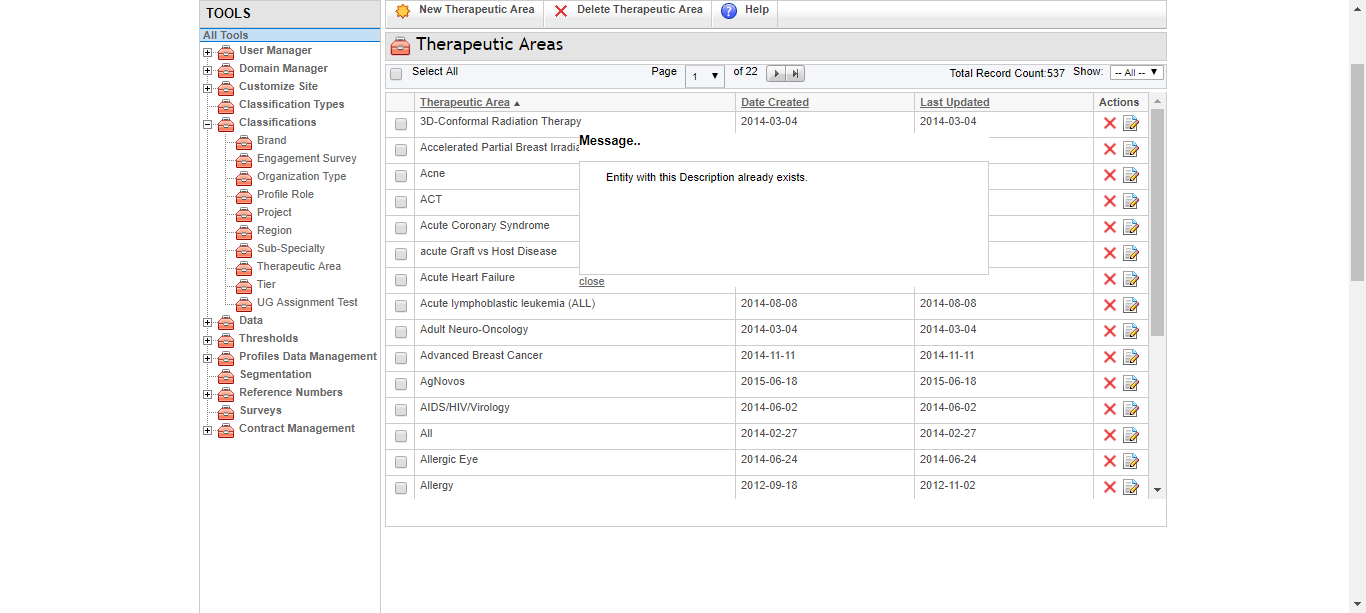 TOOLS
All Tools
User Manager
Domain Manager
Customize Site
Classification Types
Classifications
Brand
Engagement Survey
Organization Type
Profile Role
Project
Region
Sub-Specialty
Therapeutic Area
Tier
UG Assignment Test
Data
Thresholds
Profiles Data Management
Segmentation
Reference Numbers
Surveys
Contract Management
New Therapeutic Area Delete Therapeutic Area ? Help
Therapeutic Areas
Select All Page 1 of 22 Total Record Count:537 Show: -- All --
Therapeutic Area Date Created Last Updated Actions
3D-Conformal Radiation Therapy 2014-03-04 2014-03-04
Accelerated Partial Breast
Acne
ACT
Acute Coronary Syndrome
acute Graft vs Host Disease
Acute Heart Failure
Message..
Entity with this Description already exists.
close
Acute lymphoblastic leukemia (ALL) 2014-08-08 2014-08-08
Adult Neuro-Oncology 2014-03-04 2014-03-04
Advanced Breast Cancer 2014-11-11 2014-11-11
AgNovos 2015-06-18 2015-06-18
AIDS/HIV/Virology 2014-06-02 2014-06-02
All 2014-02-27 2014-02-27
Allergic Eye 2014-06-24 2014-06-24
Allergy 2012-09-18 2012-11-02